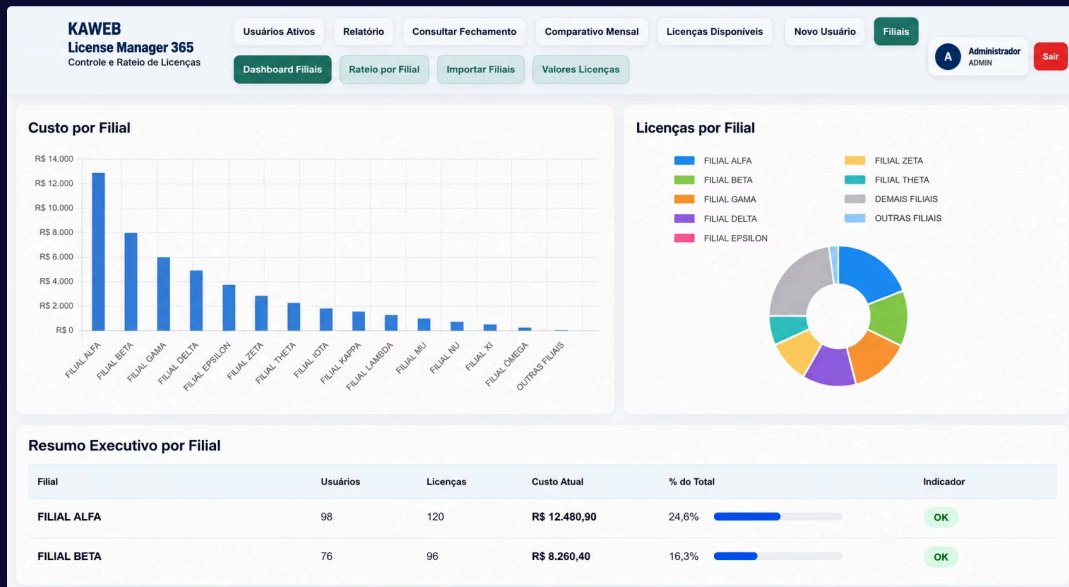 KAWEB
License Manager 365
Controle e Rateio de Licenças
Usuários Ativos
Relatório
Consultar Fechamento
Comparativo Mensal
Licenças Disponíveis
Novo Usuário
Filiais
Dashboard Filiais
Rateio por Filial
Importar Filiais
Valores Licenças
A
Administrador
ADMIN
Sair
Custo por Filial
R$ 14.000
R$ 12.000
R$ 10.000
R$ 8.000
R$ 6.000
R$ 4.000
R$ 2.000
R$ 0
FILIAL ALFA
FILIAL BETA
FILIAL GAMA
FILIAL DELTA
FILIAL EPSILON
FILIAL ZETA
FILIAL THETA
FILIAL IOTA
FILIAL KAPPA
FILIAL LAMBDA
FILIAL MU
FILIAL NU
FILIAL XI
FILIAL ÔMEGA
OUTRAS FILIAIS
Licenças por Filial
FILIAL ALFA
FILIAL BETA
FILIAL GAMA
FILIAL DELTA
FILIAL EPSILON
FILIAL ZETA
FILIAL THETA
DEMAIS FILIAIS
OUTRAS FILIAIS
Resumo Executivo por Filial
Filial Usuários Licenças Custo Atual % do Total Indicador
FILIAL ALFA 98 120 R$ 12.480,90 24,6% OK
FILIAL BETA 76 96 R$ 8.260,40 16,3% OK